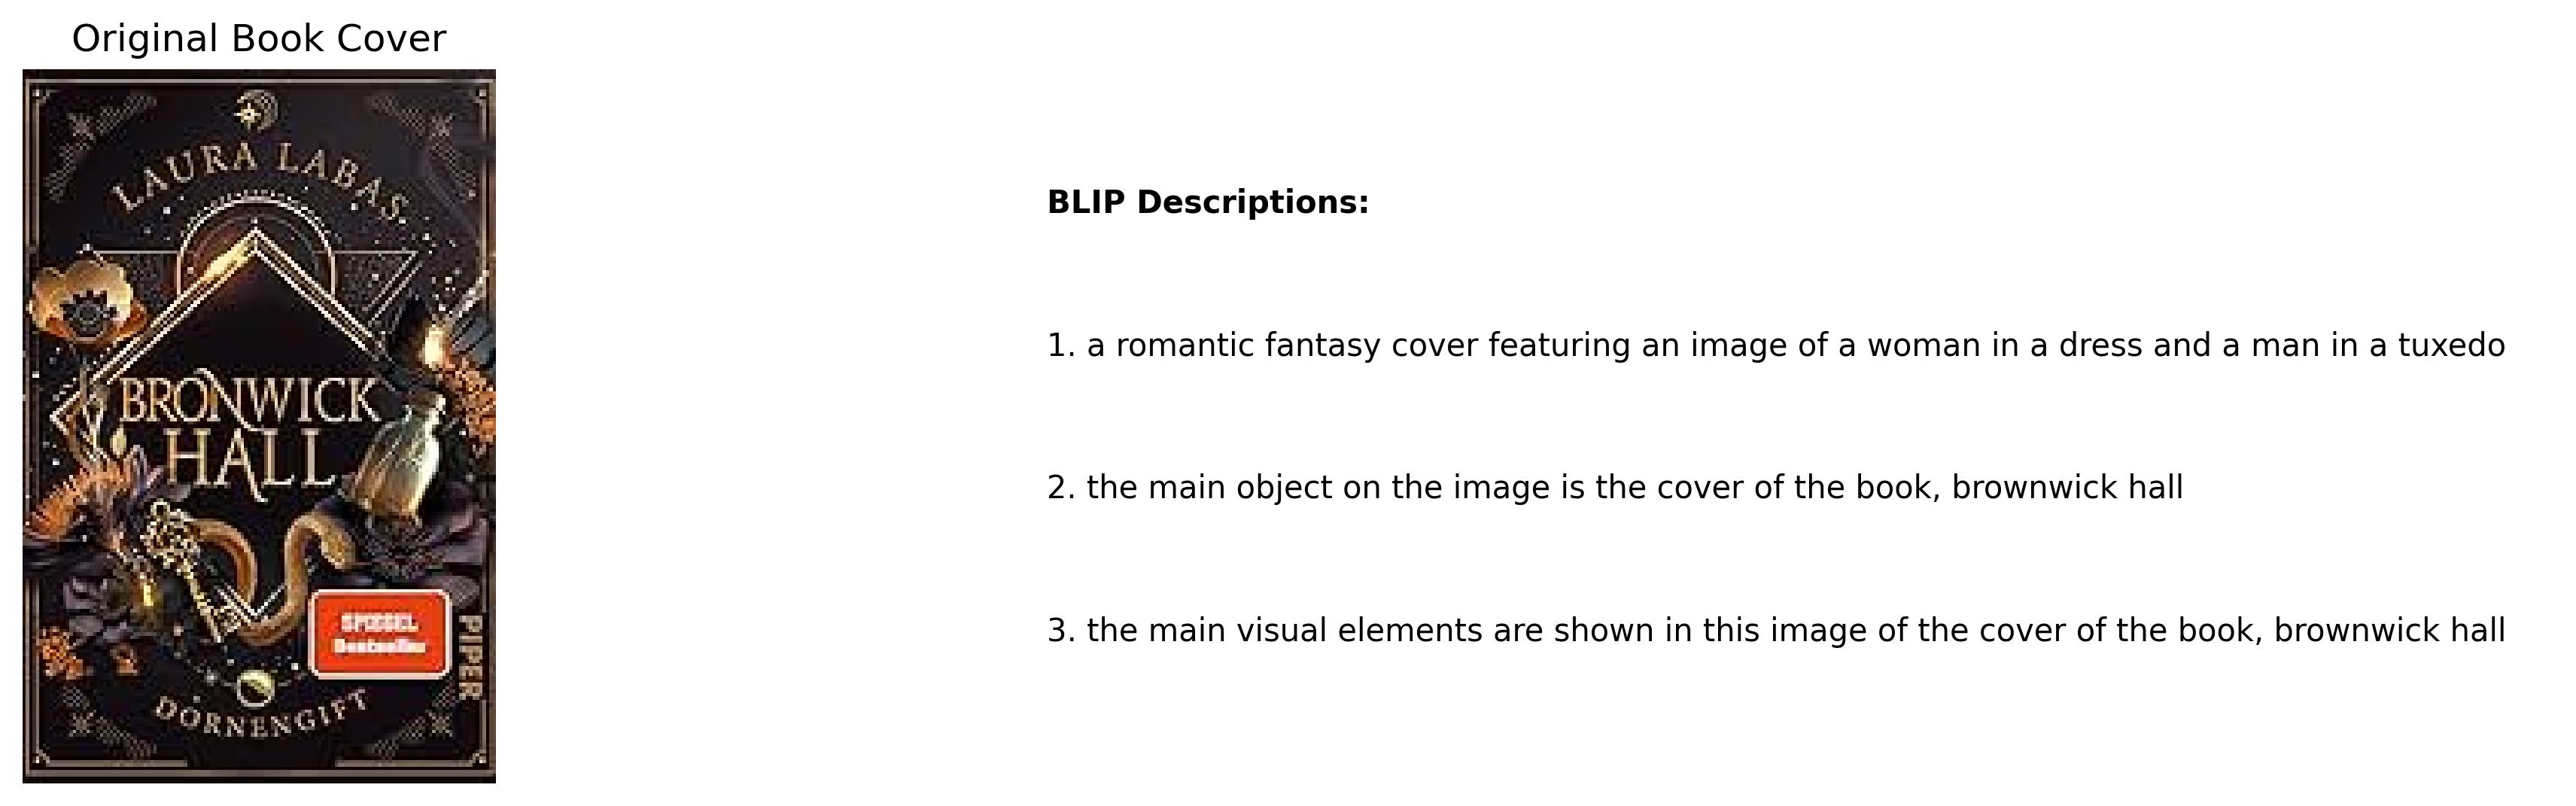 Original Book Cover
LAURA LABAS
BRONWICK
HALL
SPIEGEL
Bestseller
PIPER
DORNENGIFT
BLIP Descriptions:
1. a romantic fantasy cover featuring an image of a woman in a dress and a man in a tuxedo
2. the main object on the image is the cover of the book, brownwick hall
3. the main visual elements are shown in this image of the cover of the book, brownwick hall